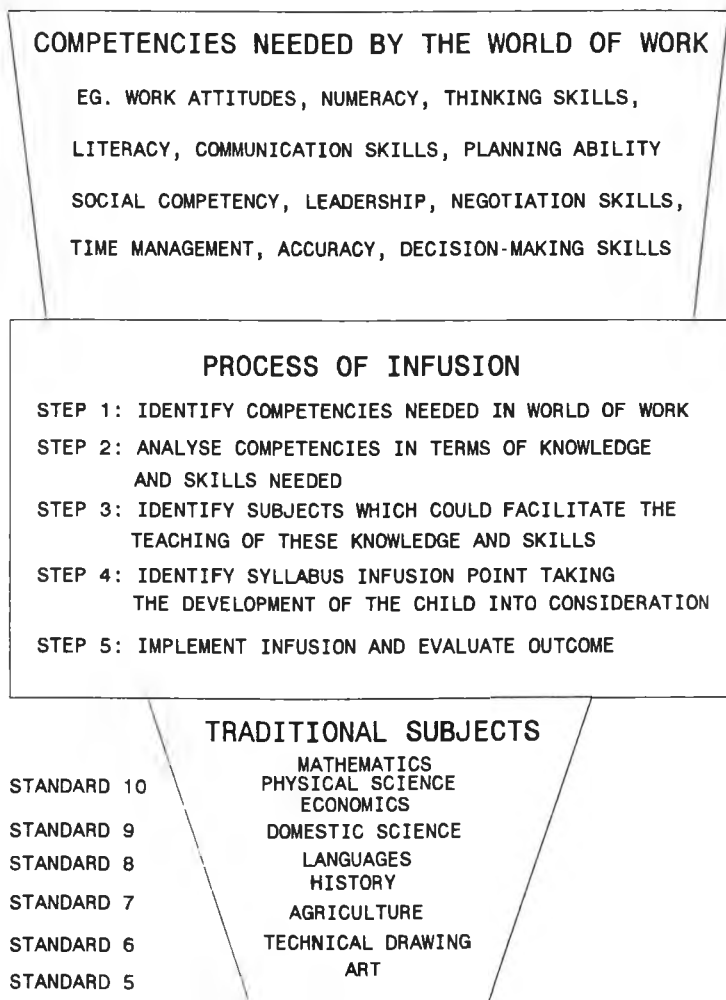 COMPETENCIES NEEDED BY THE WORLD OF WORK
EG. WORK ATTITUDES, NUMERACY, THINKING SKILLS,
LITERACY, COMMUNICATION SKILLS, PLANNING ABILITY
SOCIAL COMPETENCY, LEADERSHIP, NEGOTIATION SKILLS,
TIME MANAGEMENT, ACCURACY, DECISION-MAKING SKILLS
PROCESS OF INFUSION
STEP 1: IDENTIFY COMPETENCIES NEEDED IN WORLD OF WORK
STEP 2: ANALYSE COMPETENCIES IN TERMS OF KNOWLEDGE
AND SKILLS NEEDED
STEP 3: IDENTIFY SUBJECTS WHICH COULD FACILITATE THE
TEACHING OF THESE KNOWLEDGE AND SKILLS
STEP 4: IDENTIFY SYLLABUS INFUSION POINT TAKING
THE DEVELOPMENT OF THE CHILD INTO CONSIDERATION
STEP 5: IMPLEMENT INFUSION AND EVALUATE OUTCOME
TRADITIONAL SUBJECTS
MATHEMATICS
STANDARD 10 PHYSICAL SCIENCE
ECONOMICS
STANDARD 9 DOMESTIC SCIENCE
STANDARD 8 LANGUAGES
HISTORY
STANDARD 7 AGRICULTURE
STANDARD 6 TECHNICAL DRAWING
ART
STANDARD 5